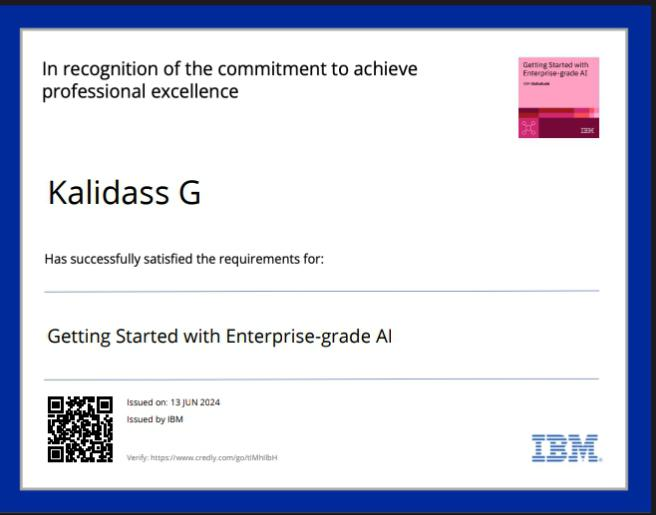 In recognition of the commitment to achieve
professional excellence
Getting Started with
Enterprise-grade AI
IBM
Kalidass G
Has successfully satisfied the requirements for:
Getting Started with Enterprise-grade AI
Issued on: 13 JUN 2024
Issued by IBM
Verify: https://www.credly.com/go/
IBM